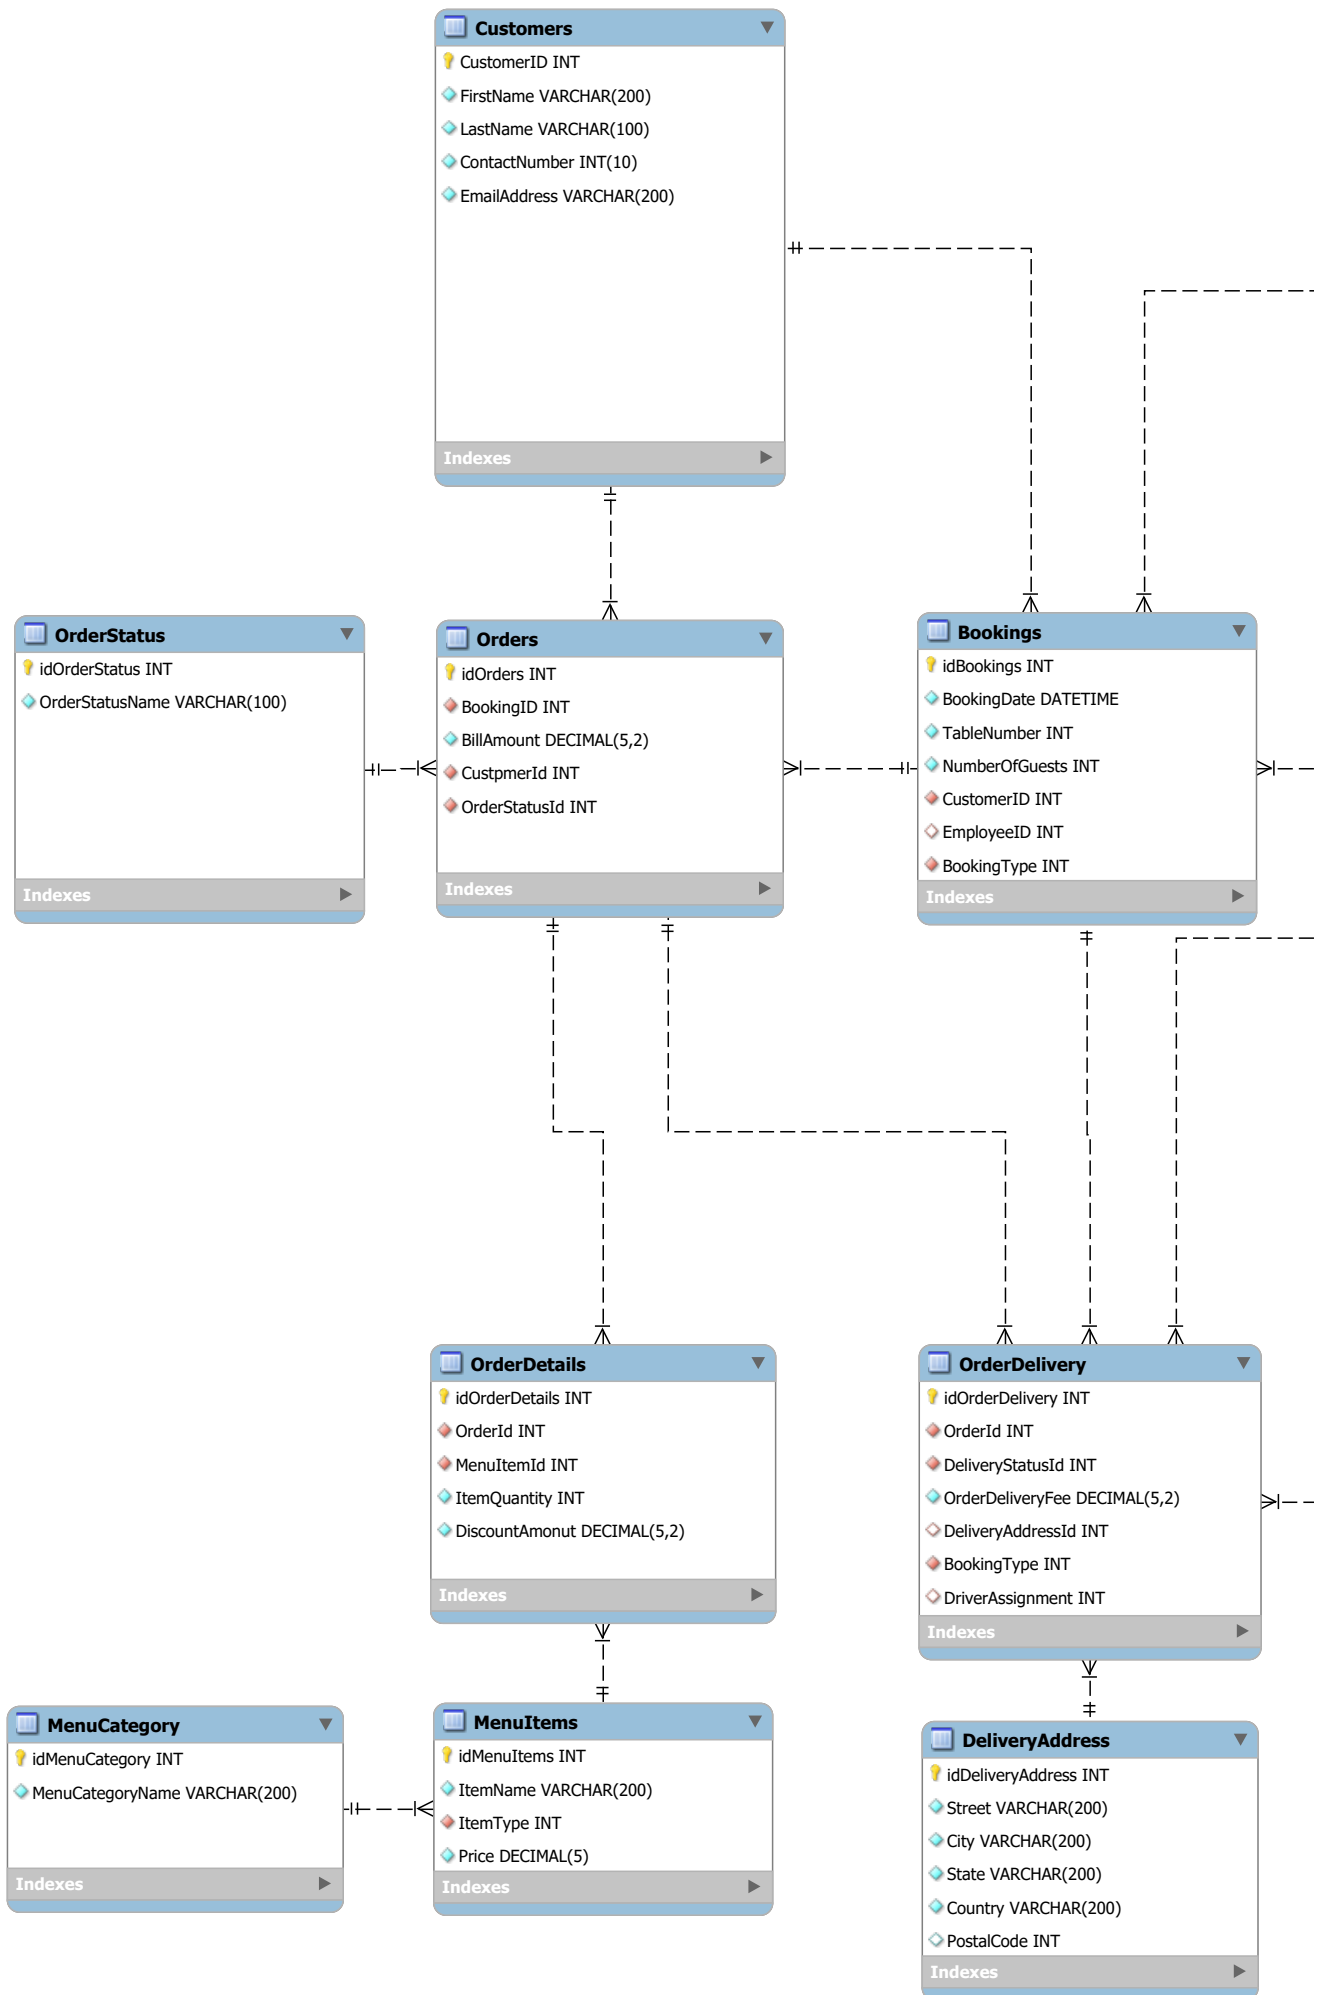 Customers
CustomerID INT
FirstName VARCHAR(200)
LastName VARCHAR(100)
ContactNumber INT(10)
EmailAddress VARCHAR(200)
Indexes
OrderStatus
idOrderStatus INT
OrderStatusName VARCHAR(100)
Indexes
Orders
idOrders INT
BookingID INT
BillAmount DECIMAL(5,2)
CustpmerId INT
OrderStatusId INT
Indexes
Bookings
idBookings INT
BookingDate DATETIME
TableNumber INT
NumberOfGuests INT
CustomerID INT
EmployeeID INT
BookingType INT
Indexes
OrderDetails
idOrderDetails INT
OrderId INT
MenuItemId INT
ItemQuantity INT
DiscountAmonut DECIMAL(5,2)
Indexes
OrderDelivery
idOrderDelivery INT
OrderId INT
DeliveryStatusId INT
OrderDeliveryFee DECIMAL(5,2)
DeliveryAddressId INT
BookingType INT
DriverAssignment INT
Indexes
MenuCategory
idMenuCategory INT
MenuCategoryName VARCHAR(200)
Indexes
MenuItems
idMenuItems INT
ItemName VARCHAR(200)
ItemType INT
Price DECIMAL(5)
Indexes
DeliveryAddress
idDeliveryAddress INT
Street VARCHAR(200)
City VARCHAR(200)
State VARCHAR(200)
Country VARCHAR(200)
PostalCode INT
Indexes